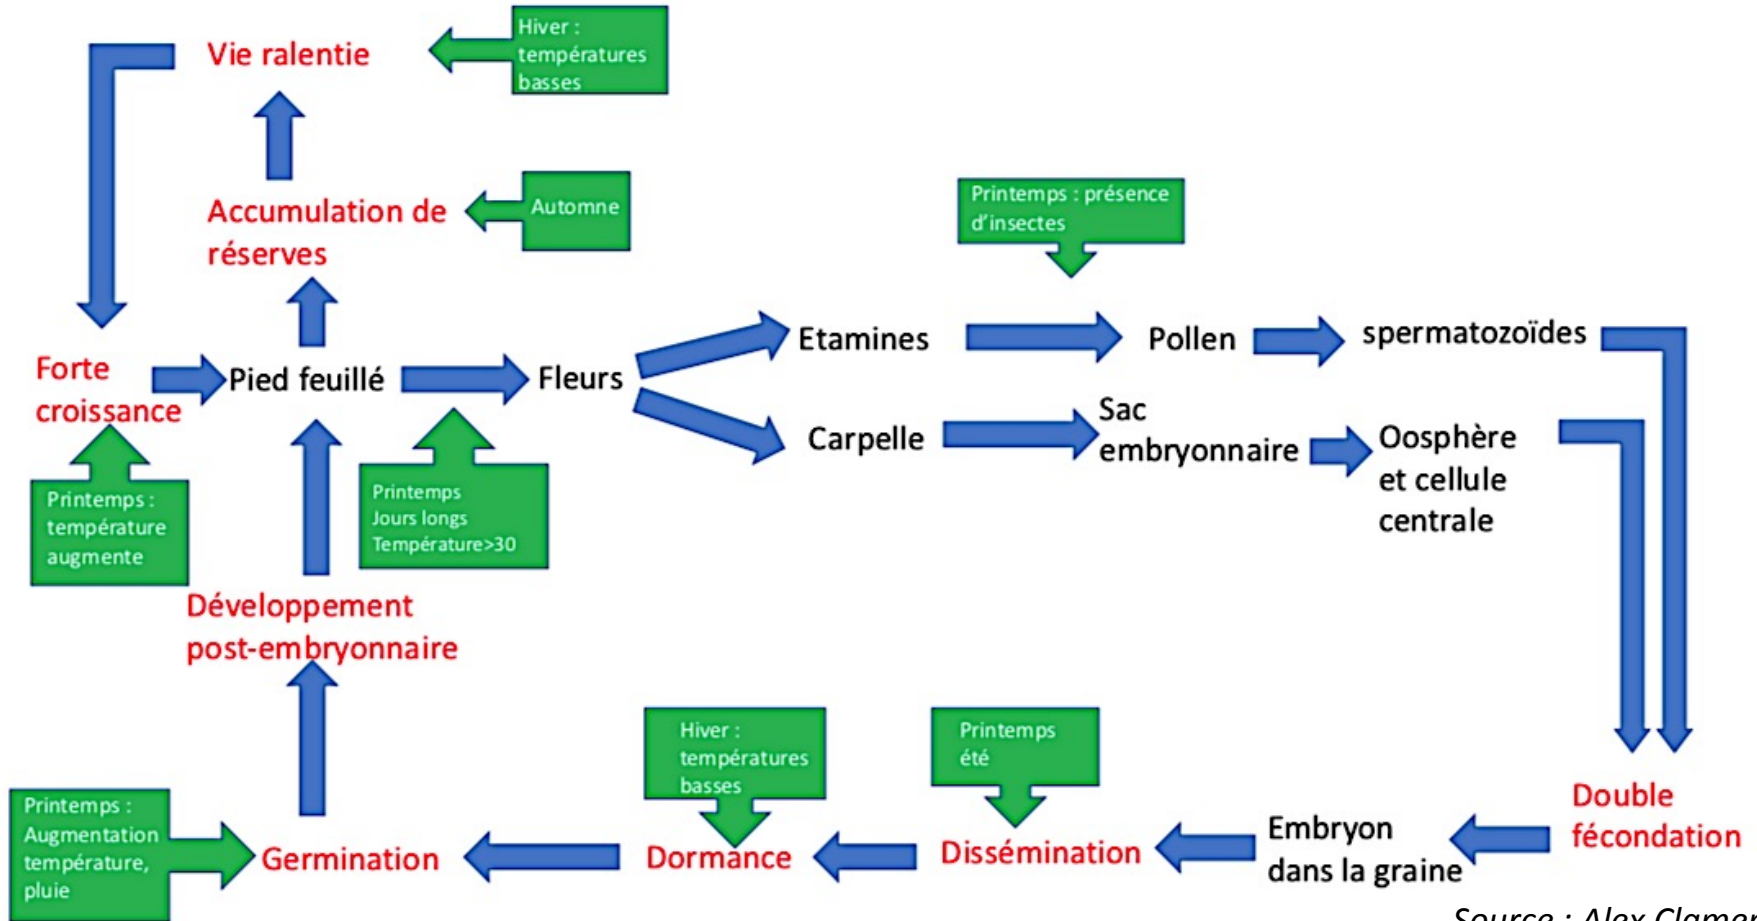 Vie ralentie
Hiver :
températures
basses
Accumulation de
réserves
Automne
Printemps : présence
d'insectes
Forte
croissance
Pied feuillé
Fleurs
Etamines
Pollen
spermatozoïdes
Carpelle
Sac
embryonnaire
Oosphère
et cellule
centrale
Printemps :
température
augmente
Printemps
Jours longs
Température>30
Développement
post-embryonnaire
Hiver :
températures
basses
Printemps
été
Double
fécondation
Printemps :
Augmentation
température,
pluie
Germination
Dormance
Dissémination
Embryon
dans la graine
Source : Alex